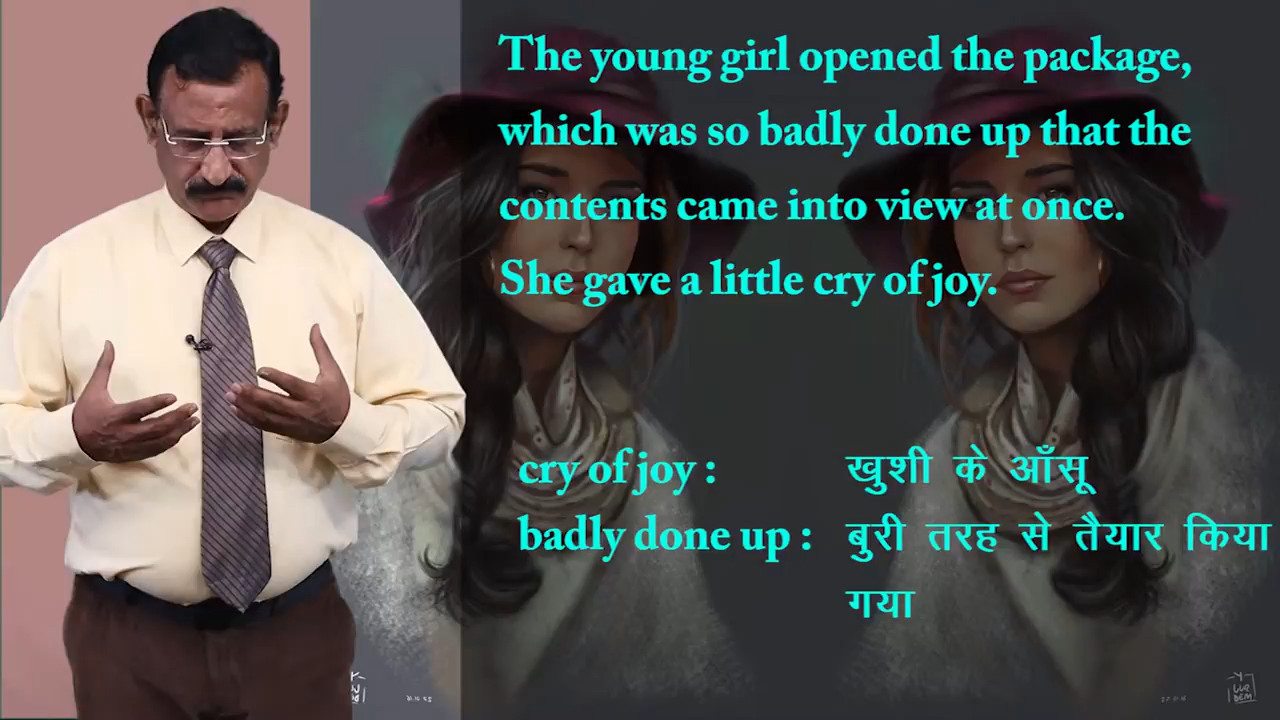 The young girl opened the package,
which was so badly done up that the
contents came into view at once.
She gave a little cry of joy.
cry of joy : खुशी के आँसू
badly done up : बुरी तरह से तैयार किया
गया